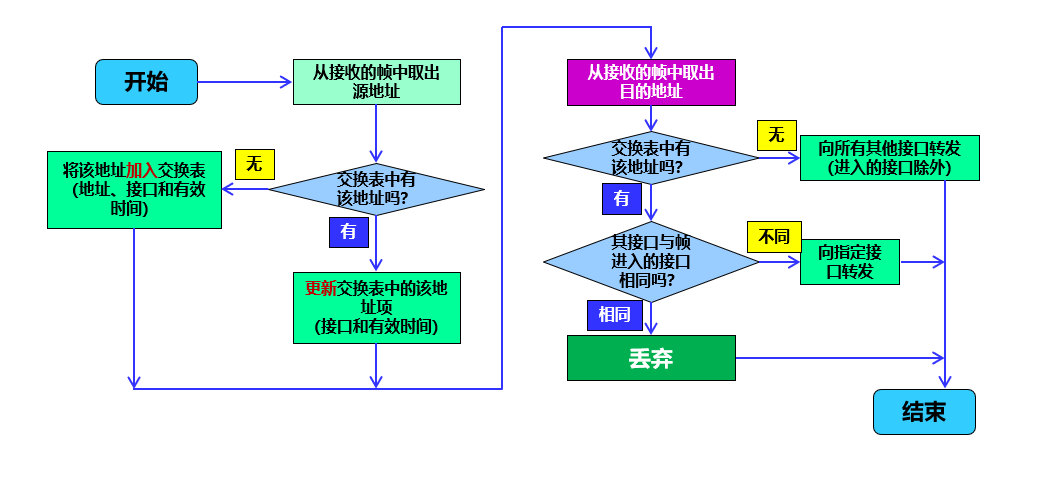 开始
从接收的帧中取出
源地址
交换表中有
该地址吗?
无
将该地址加入交换表
(地址、接口和有效
时间)
有
更新交换表中的该地
址项
(接口和有效时间)
从接收的帧中取出
目的地址
交换表中有
该地址吗?
无
向所有其他接口转发
(进入的接口除外)
有
其接口与帧
进入的接口
相同吗?
不同
向指定接
口转发
相同
丢弃
结束